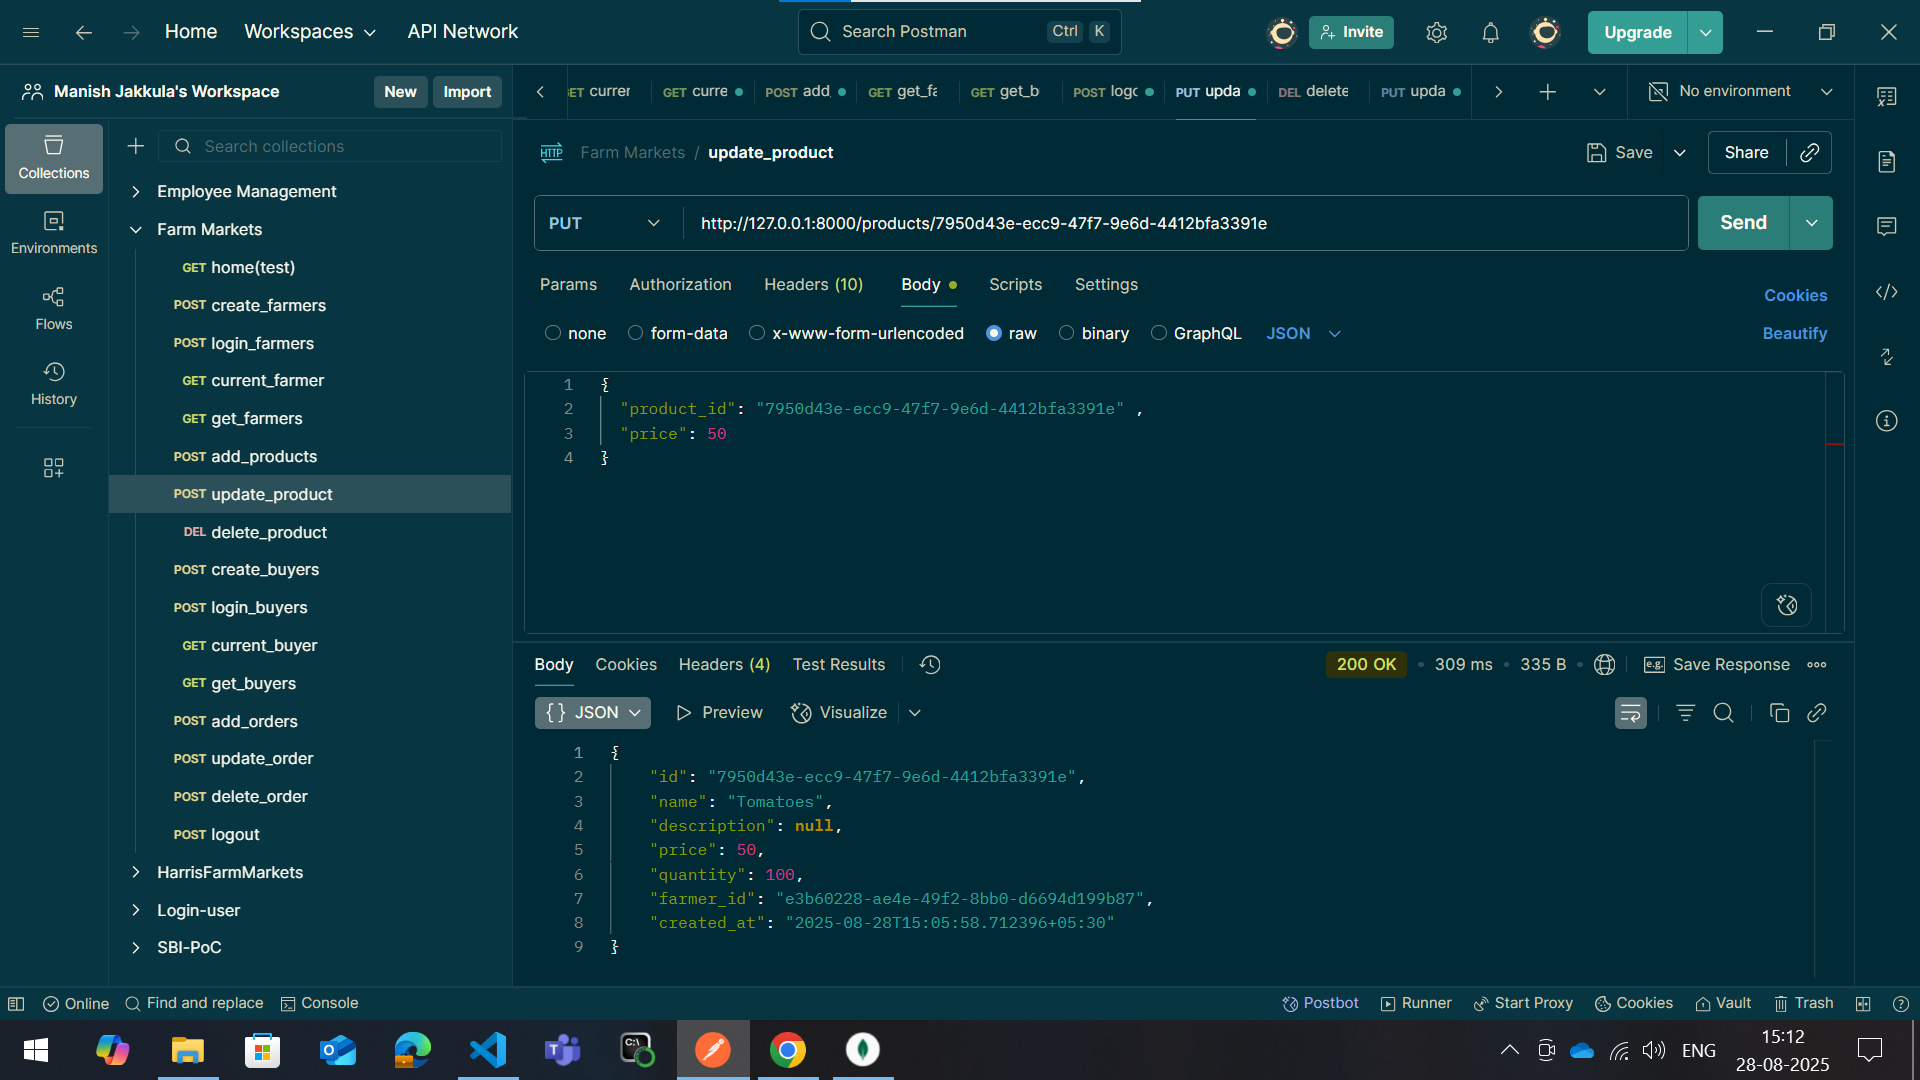 Home Workspaces API Network Search Postman Ctrl K Invite Upgrade
Manish Jakkula's Workspace New Import
GET curre POST add_ GET get_fa GET get_b POST logo PUT upda DEL delete PUT upda No environment
Collections
Environments
Flows
History
Search collections
Employee Management
Farm Markets
GET home(test)
POST create_farmers
POST login_farmers
GET current_farmer
GET get_farmers
POST add_products
POST update_product
DEL delete_product
POST create_buyers
POST login_buyers
GET current_buyer
GET get_buyers
POST add_orders
POST update_order
POST delete_order
POST logout
HarrisFarmMarkets
Login-user
SBI-PoC
HTTP Farm Markets / update_product Save Share
PUT http://127.0.0.1:8000/products/7950d43e-ecc9-47f7-9e6d-4412bfa3391e Send
Params Authorization Headers (10) Body Scripts Settings Cookies
none form-data x-www-form-urlencoded raw binary GraphQL JSON Beautify
1 {
2 "product_id": "7950d43e-ecc9-47f7-9e6d-4412bfa3391e" ,
3 "price": 50
4 }
Body Cookies Headers (4) Test Results 200 OK 309 ms 335 B e.g. Save Response
{ } JSON Preview Visualize
1 {
2 "id": "7950d43e-ecc9-47f7-9e6d-4412bfa3391e",
3 "name": "Tomatoes",
4 "description": null,
5 "price": 50,
6 "quantity": 100,
7 "farmer_id": "e3b60228-ae4e-49f2-8bb0-d6694d199b87",
8 "created_at": "2025-08-28T15:05:58.712396+05:30"
9 }
Online Find and replace Console Postbot Runner Start Proxy Cookies Vault Trash
ENG 15:12
28-08-2025